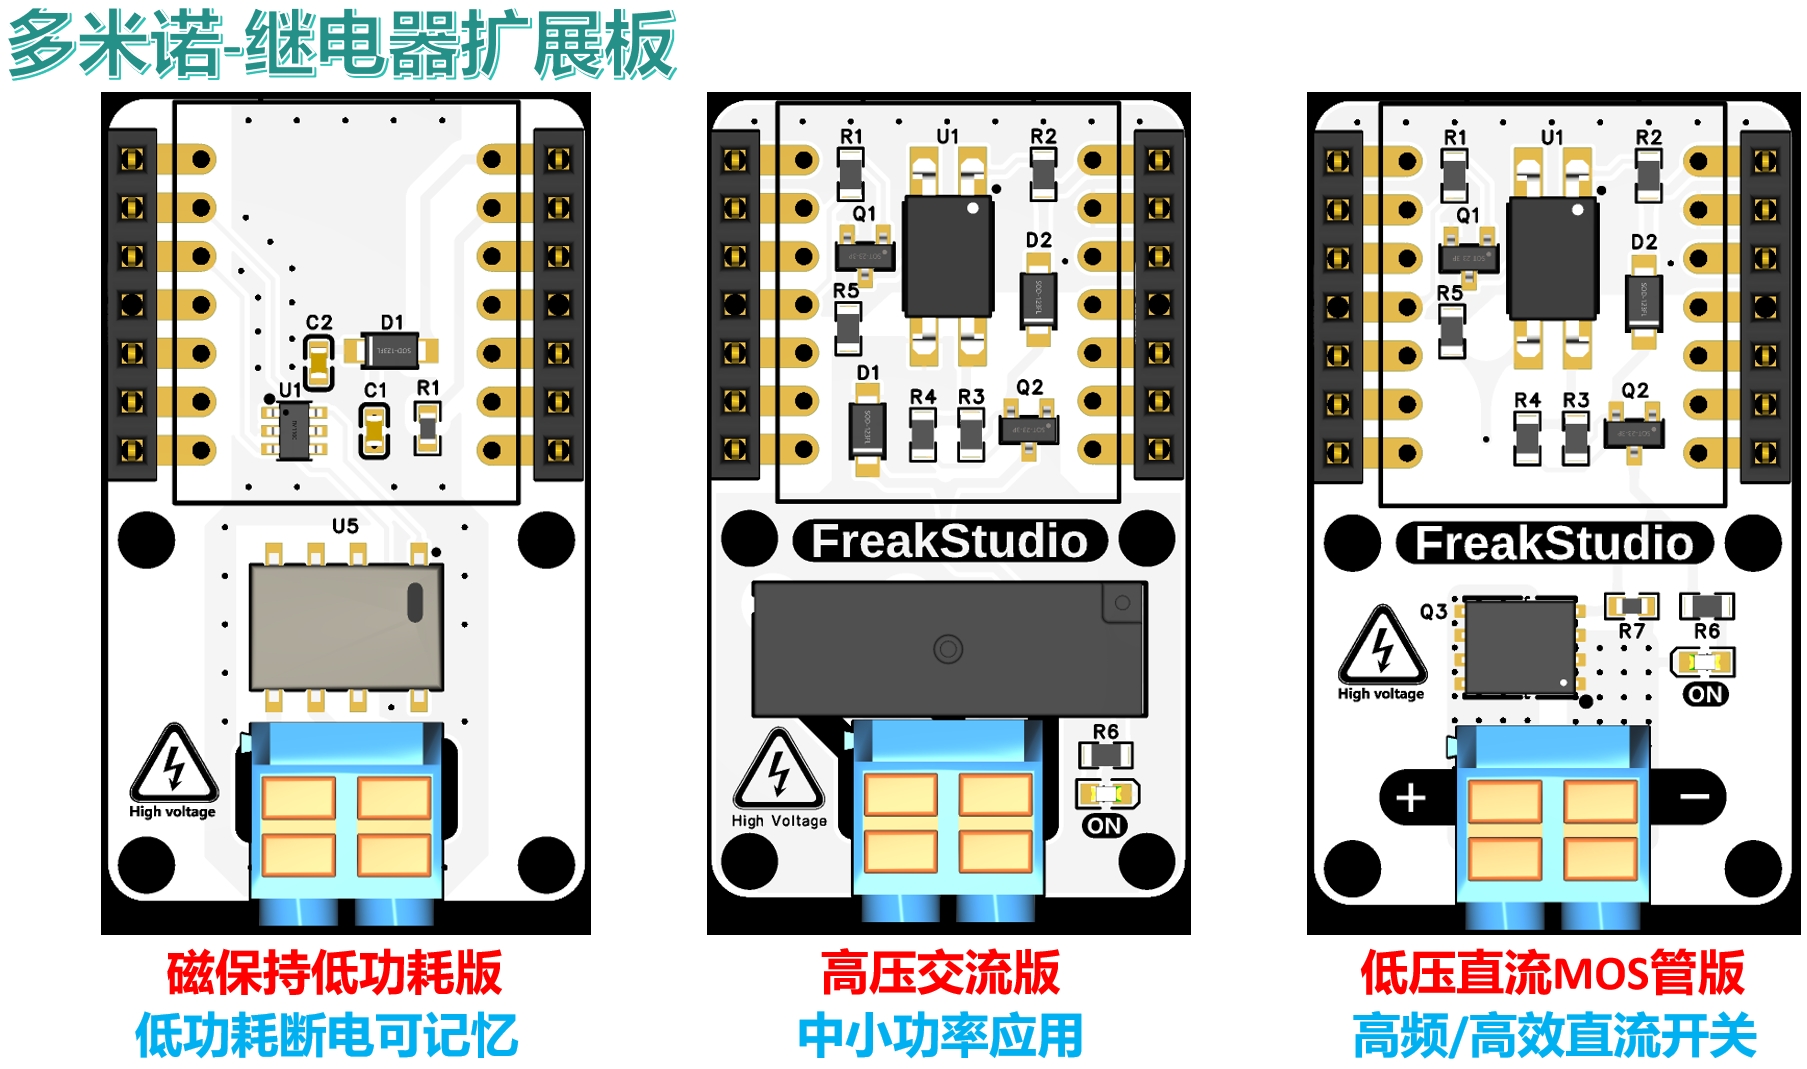 多米诺-继电器扩展板
C2
D1
U1
C1
R1
U5
High voltage
R1
U1
R2
Q1
D2
R5
D1
R4
R3
Q2
SOD-123FL
FreakStudio
R6
High Voltage
ON
R1
U1
R2
Q1
D2
R5
R4
R3
Q2
FreakStudio
Q3
R7
R6
High voltage
ON
+
−
磁保持低功耗版
高压交流版
低压直流MOS管版
低功耗断电可记忆
中小功率应用
高频/高效直流开关